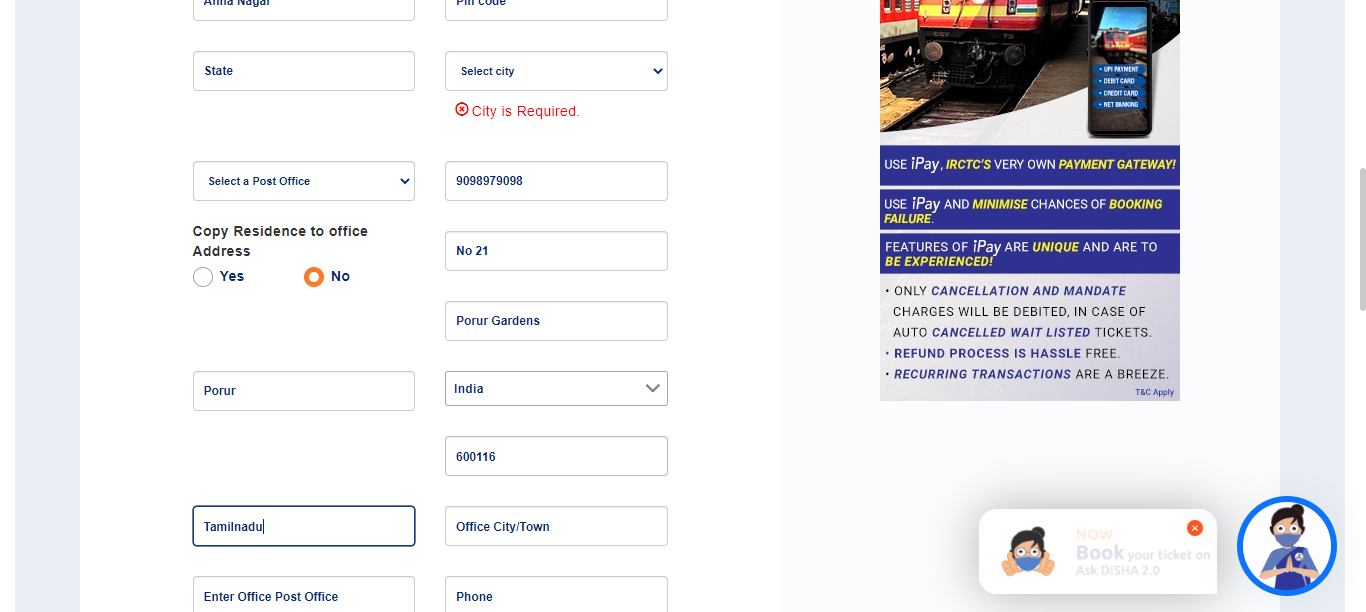 Anna Nagar
Pin code
State
Select city
City is Required.
Select a Post Office
9098979098
Copy Residence to office
Address
Yes
No
No 21
Porur Gardens
Porur
India
600116
Tamilnadu
Office City/Town
Enter Office Post Office
Phone
• UPI PAYMENT
• DEBIT CARD
• CREDIT CARD
• NET BANKING
USE iPay, IRCTC'S VERY OWN PAYMENT GATEWAY!
USE iPay AND MINIMISE CHANCES OF BOOKING
FAILURE.
FEATURES OF iPay ARE UNIQUE AND ARE TO
BE EXPERIENCED!
• ONLY CANCELLATION AND MANDATE
CHARGES WILL BE DEBITED, IN CASE OF
AUTO CANCELLED WAIT LISTED TICKETS.
• REFUND PROCESS IS HASSLE FREE.
• RECURRING TRANSACTIONS ARE A BREEZE.
T&C Apply
NOW
Book your ticket on
Ask DISHA 2.0